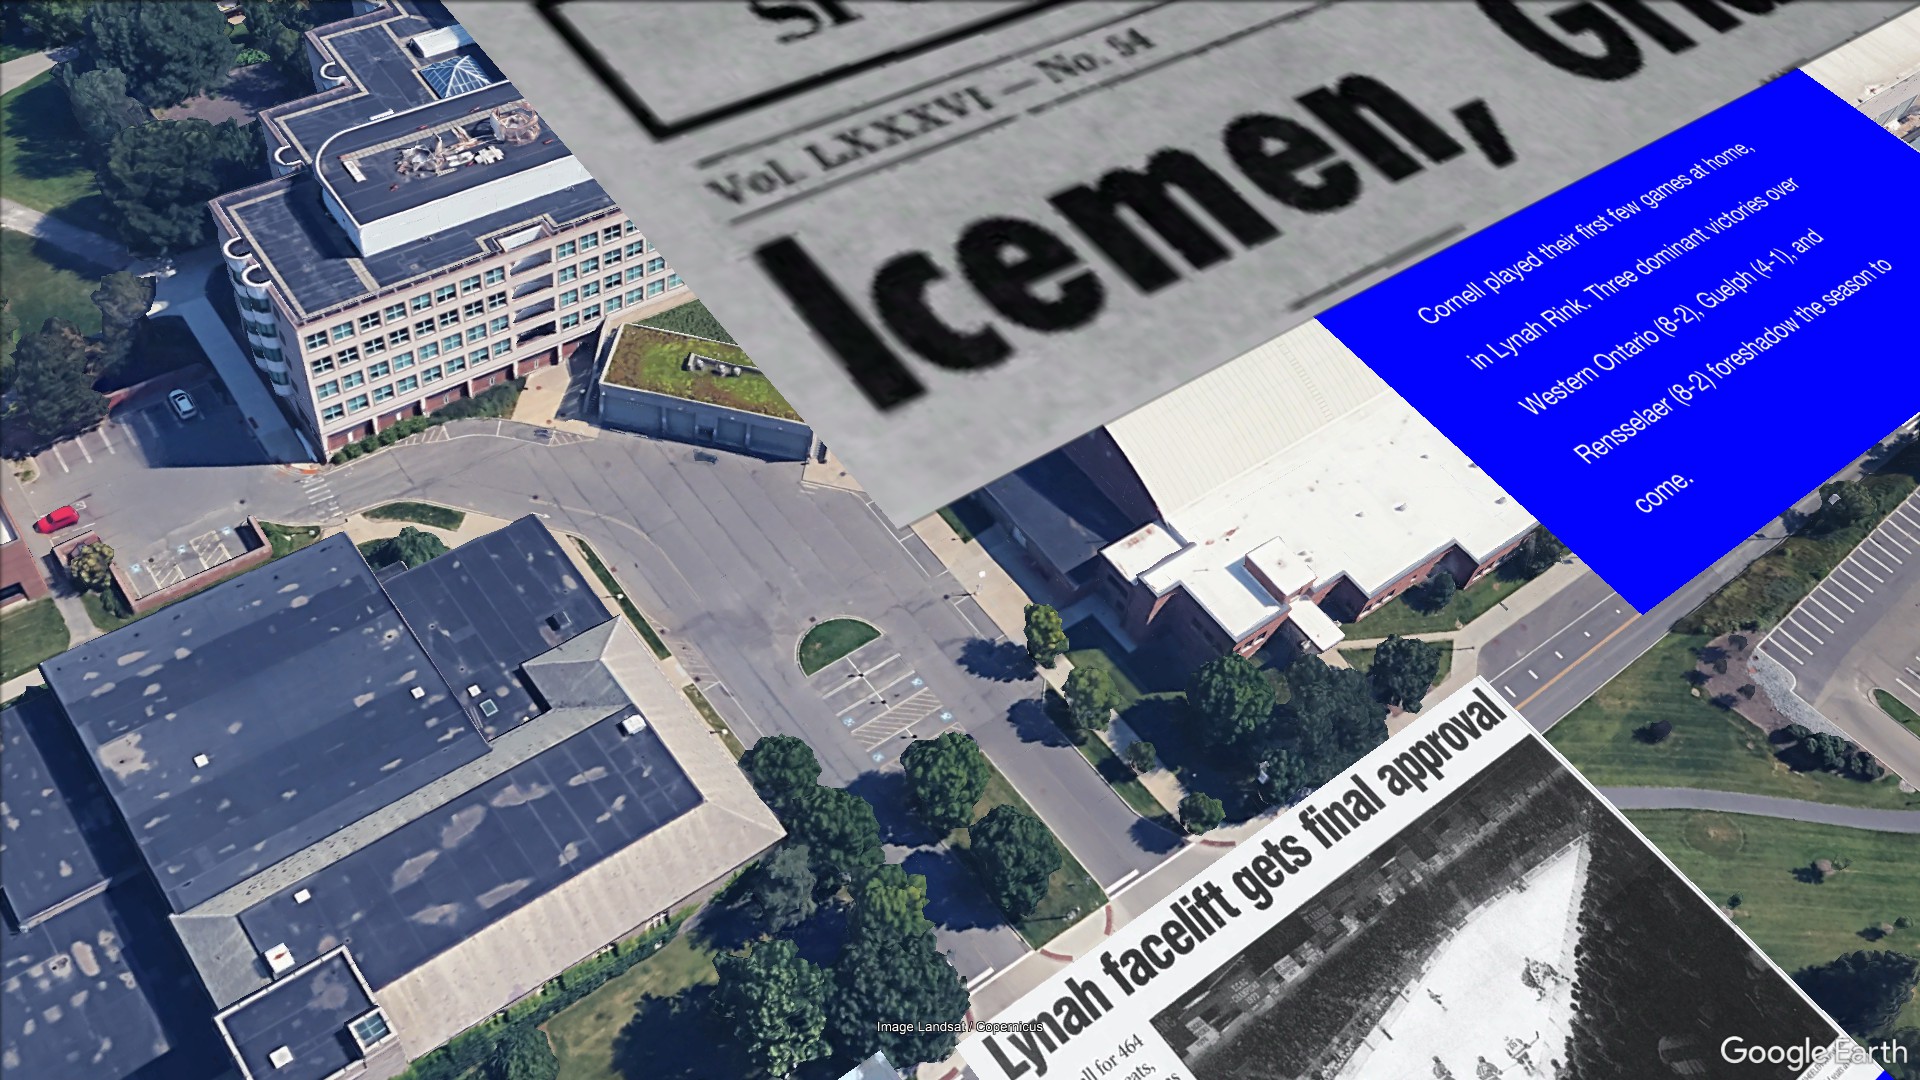 Vol. LXXXVI — No. 54
Icemen,
Cornell played their first few games at home,
in Lynah Rink. Three dominant victories over
Western Ontario (8-2), Guelph (4-1), and
Rensselaer (8-2) foreshadow the season to
come.
Lynah facelift gets final approval
for 464
Image Landsat / Copernicus
Google Earth